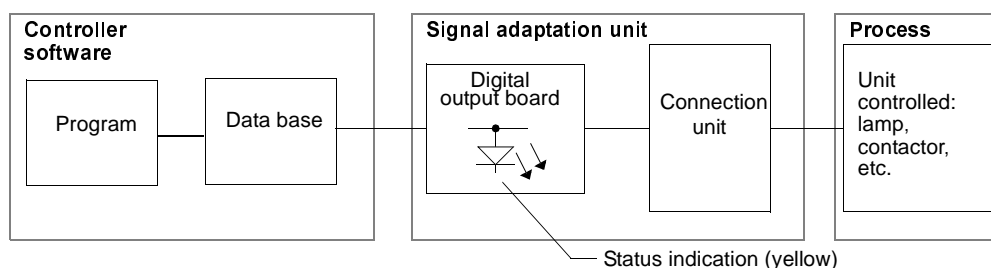 Controller
software
Program
Data base
Signal adaptation unit
Digital
output board
Connection
unit
Process
Unit
controlled:
lamp,
contactor,
etc.
Status indication (yellow)